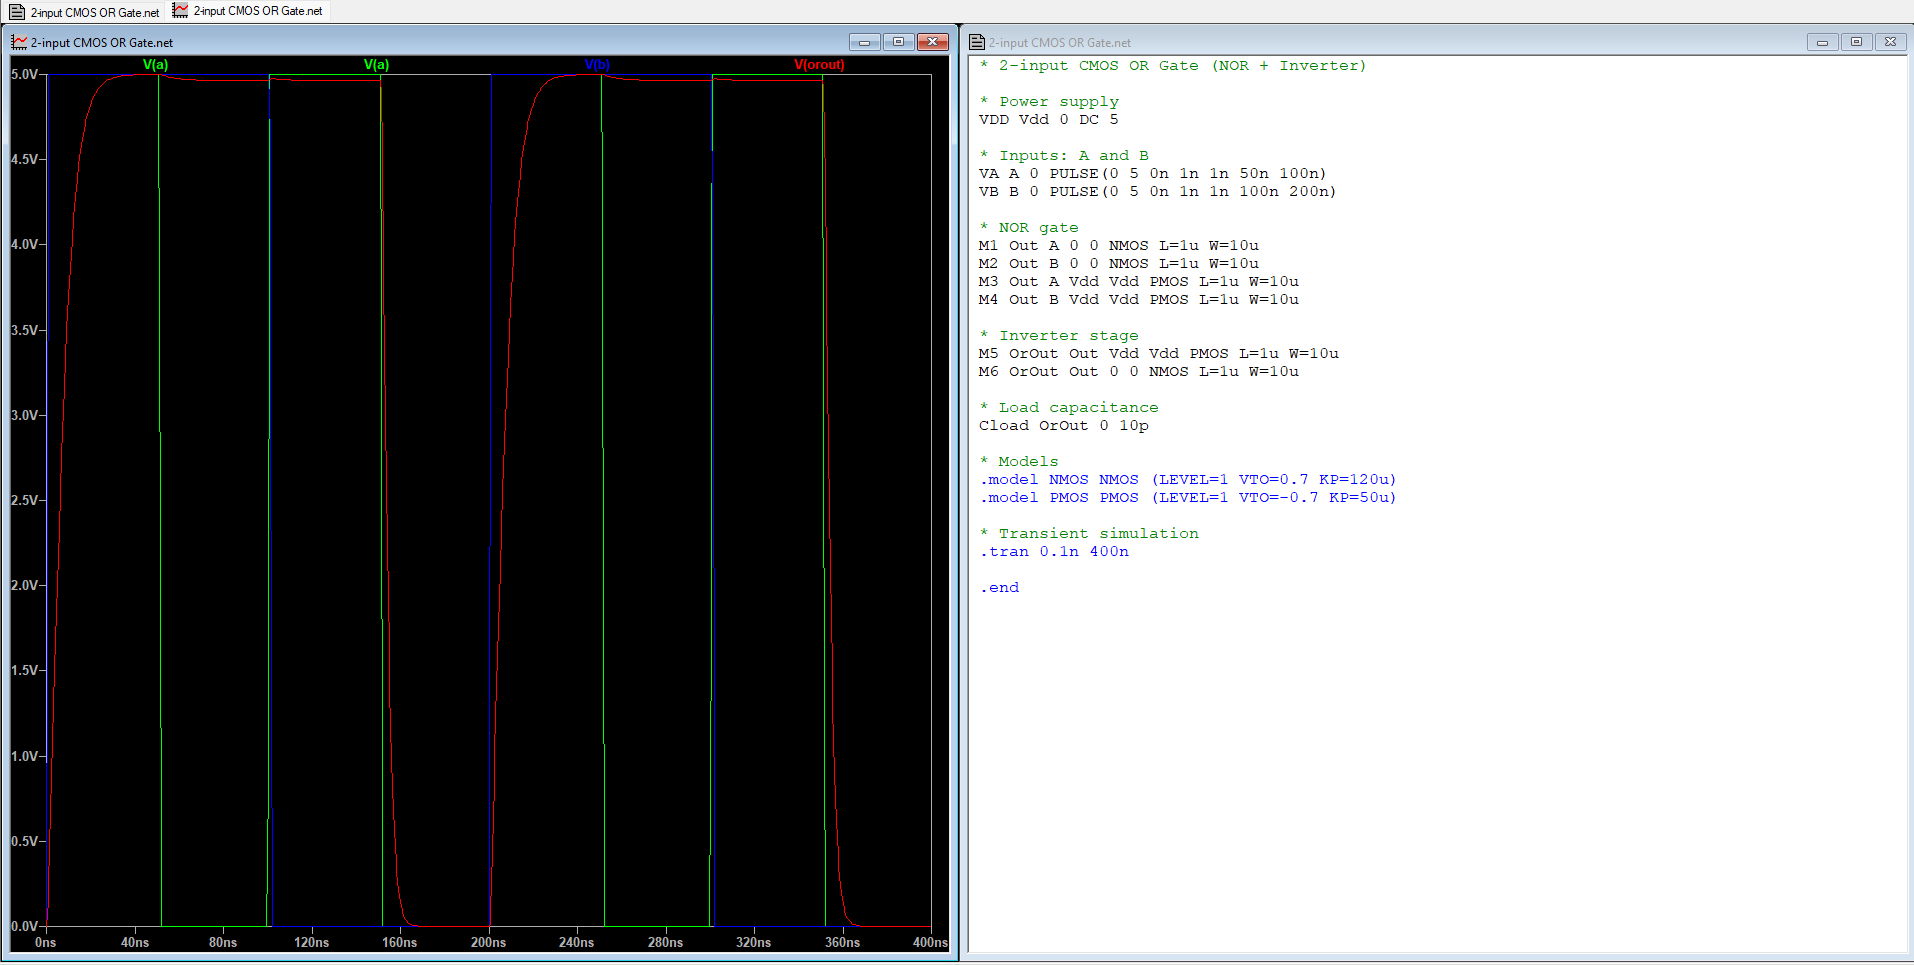 2-input CMOS OR Gate.net
2-input CMOS OR Gate.net
2-input CMOS OR Gate.net
V(a)
V(a)
V(b)
V(orout)
5.0V
4.5V
4.0V
3.5V
3.0V
2.5V
2.0V
1.5V
1.0V
0.5V
0.0V
0ns
40ns
80ns
120ns
160ns
200ns
240ns
280ns
320ns
360ns
400ns
2-input CMOS OR Gate.net
* 2-input CMOS OR Gate (NOR + Inverter)
* Power supply
VDD Vdd 0 DC 5
* Inputs: A and B
VA A 0 PULSE(0 5 0n 1n 1n 50n 100n)
VB B 0 PULSE(0 5 0n 1n 1n 100n 200n)
* NOR gate
M1 Out A 0 0 NMOS L=1u W=10u
M2 Out B 0 0 NMOS L=1u W=10u
M3 Out A Vdd Vdd PMOS L=1u W=10u
M4 Out B Vdd Vdd PMOS L=1u W=10u
* Inverter stage
M5 OrOut Out Vdd Vdd PMOS L=1u W=10u
M6 OrOut Out 0 0 NMOS L=1u W=10u
* Load capacitance
Cload OrOut 0 10p
* Models
.model NMOS NMOS (LEVEL=1 VTO=0.7 KP=120u)
.model PMOS PMOS (LEVEL=1 VTO=-0.7 KP=50u)
* Transient simulation
.tran 0.1n 400n
.end